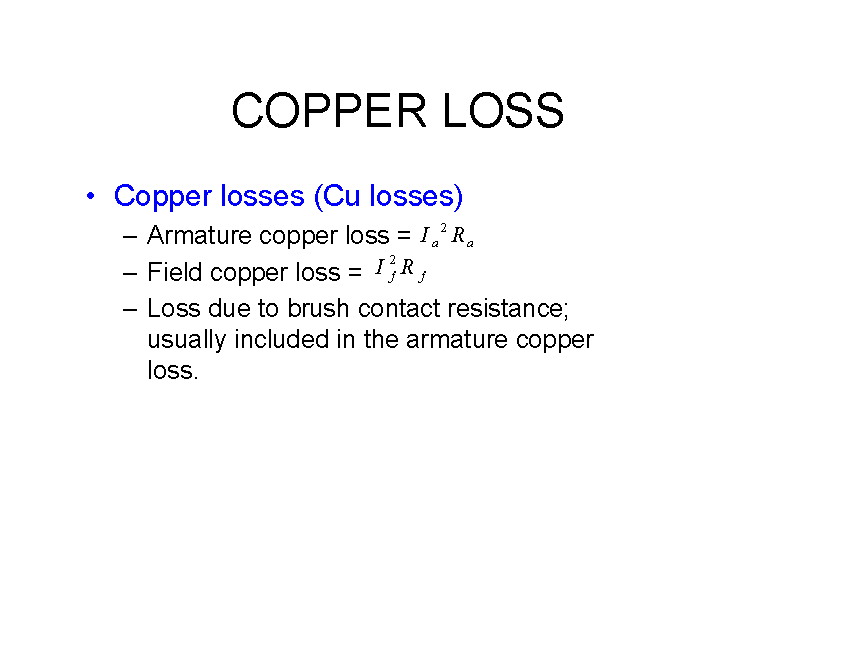 COPPER LOSS
• Copper losses (Cu losses)
– Armature copper loss = I_a^2 R_a
– Field copper loss = I_f^2 R_f
– Loss due to brush contact resistance;
usually included in the armature copper
loss.